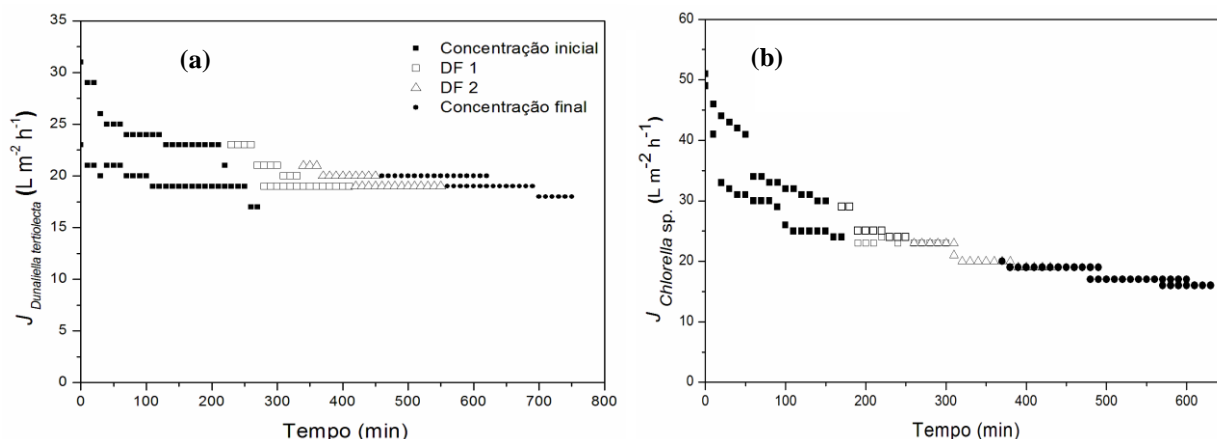 (a)
Concentração inicial
DF 1
DF 2
Concentração final
J Dunaliella tertiolecta (L m⁻² h⁻¹)
35
30
25
20
15
10
5
0
0 100 200 300 400 500 600 700 800
Tempo (min)
(b)
J Chlorella sp. (L m⁻² h⁻¹)
60
50
40
30
20
10
0
0 100 200 300 400 500 600
Tempo (min)